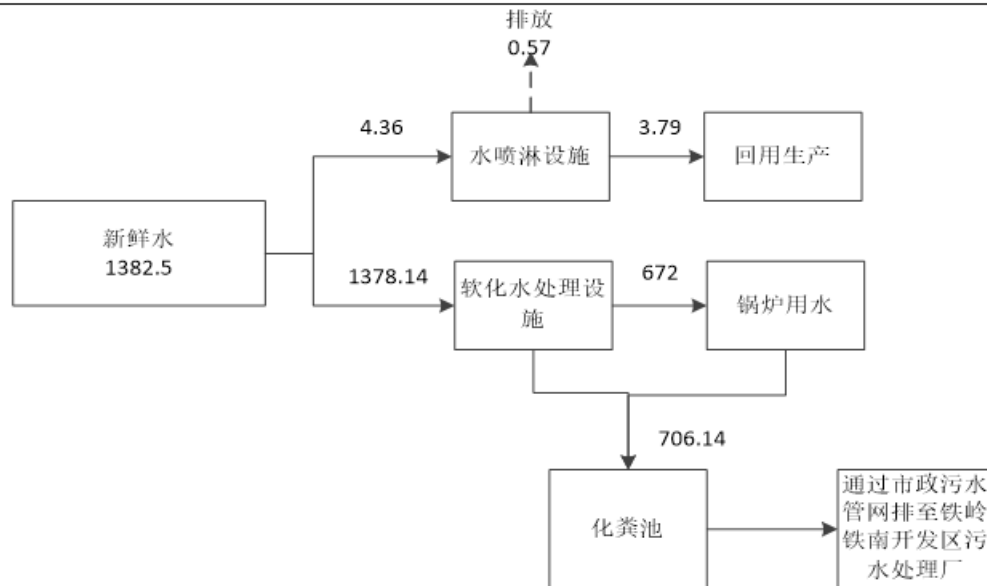 排放
0.57
4.36
水喷淋设施
3.79
回用生产
新鲜水
1382.5
1378.14
软化水处理设
施
672
锅炉用水
706.14
化粪池
通过市政污水
管网排至铁岭
铁南开发区污
水处理厂